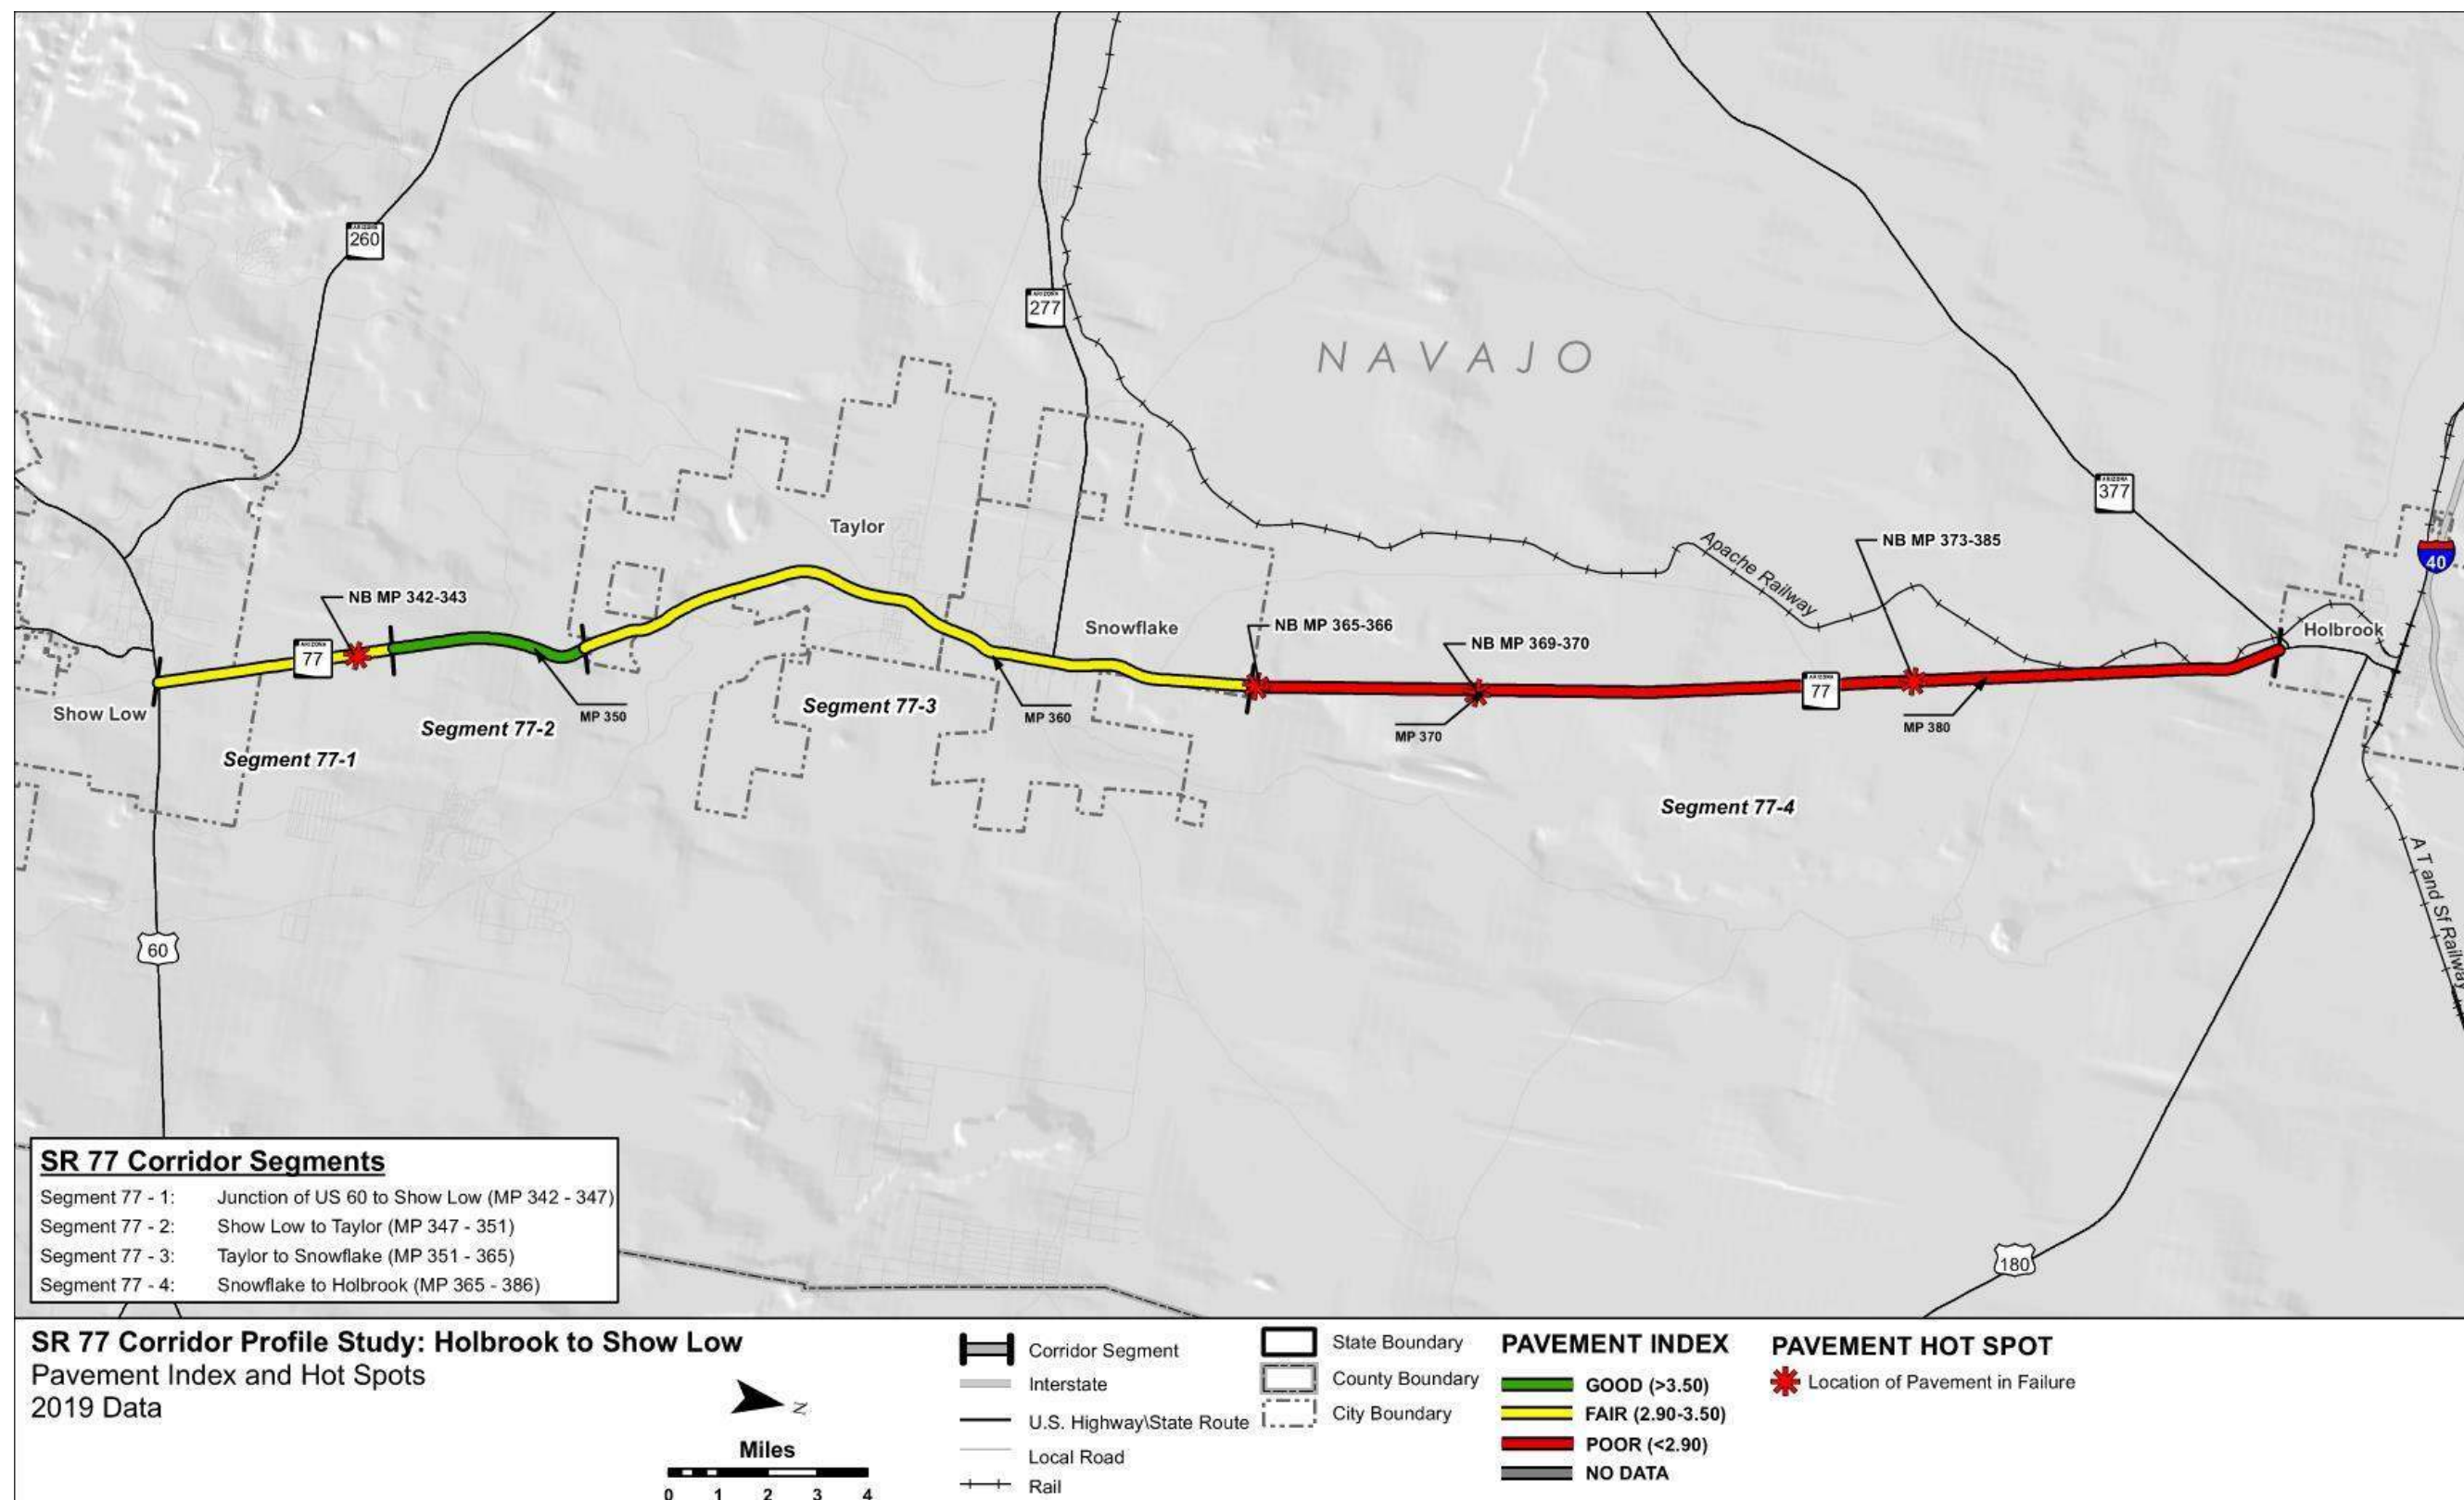 ARIZONA
260
ARIZONA
277
NAVAJO
ARIZONA
377
Taylor
Apache Railway
NB MP 373-385
40
NB MP 342-343
Snowflake
NB MP 365-366
Holbrook
NB MP 369-370
ARIZONA
77
ARIZONA
77
Show Low
Segment 77-3
MP 350
MP 360
Segment 77-2
MP 370
MP 380
Segment 77-1
Segment 77-4
A T and Sf Railway
60
180
SR 77 Corridor Segments
Segment 77 - 1: Junction of US 60 to Show Low (MP 342 - 347)
Segment 77 - 2: Show Low to Taylor (MP 347 - 351)
Segment 77 - 3: Taylor to Snowflake (MP 351 - 365)
Segment 77 - 4: Snowflake to Holbrook (MP 365 - 386)
SR 77 Corridor Profile Study: Holbrook to Show Low
Pavement Index and Hot Spots
2019 Data
N
Miles
0 1 2 3 4
Corridor Segment
Interstate
U.S. Highway\State Route
Local Road
Rail
State Boundary
County Boundary
City Boundary
PAVEMENT INDEX
GOOD (>3.50)
FAIR (2.90-3.50)
POOR (<2.90)
NO DATA
PAVEMENT HOT SPOT
Location of Pavement in Failure